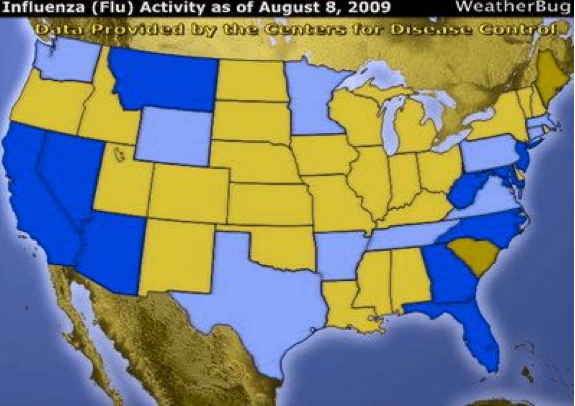 Influenza (Flu) Activity as of August 8, 2009 WeatherBug
Data Provided by the Centers for Disease Control